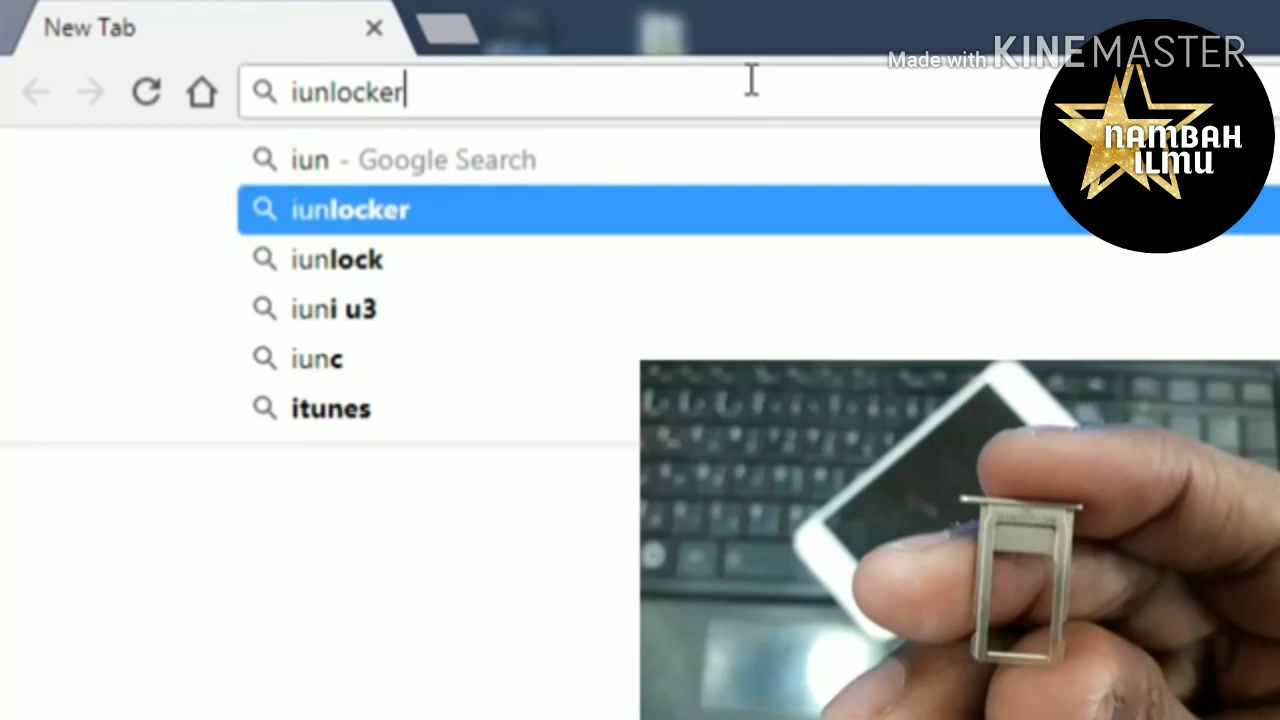 New Tab
Made with KINEMASTER
iunlocker
NAMBAH
ILMU
iun - Google Search
iunlocker
iunlock
iuni u3
iunc
itunes